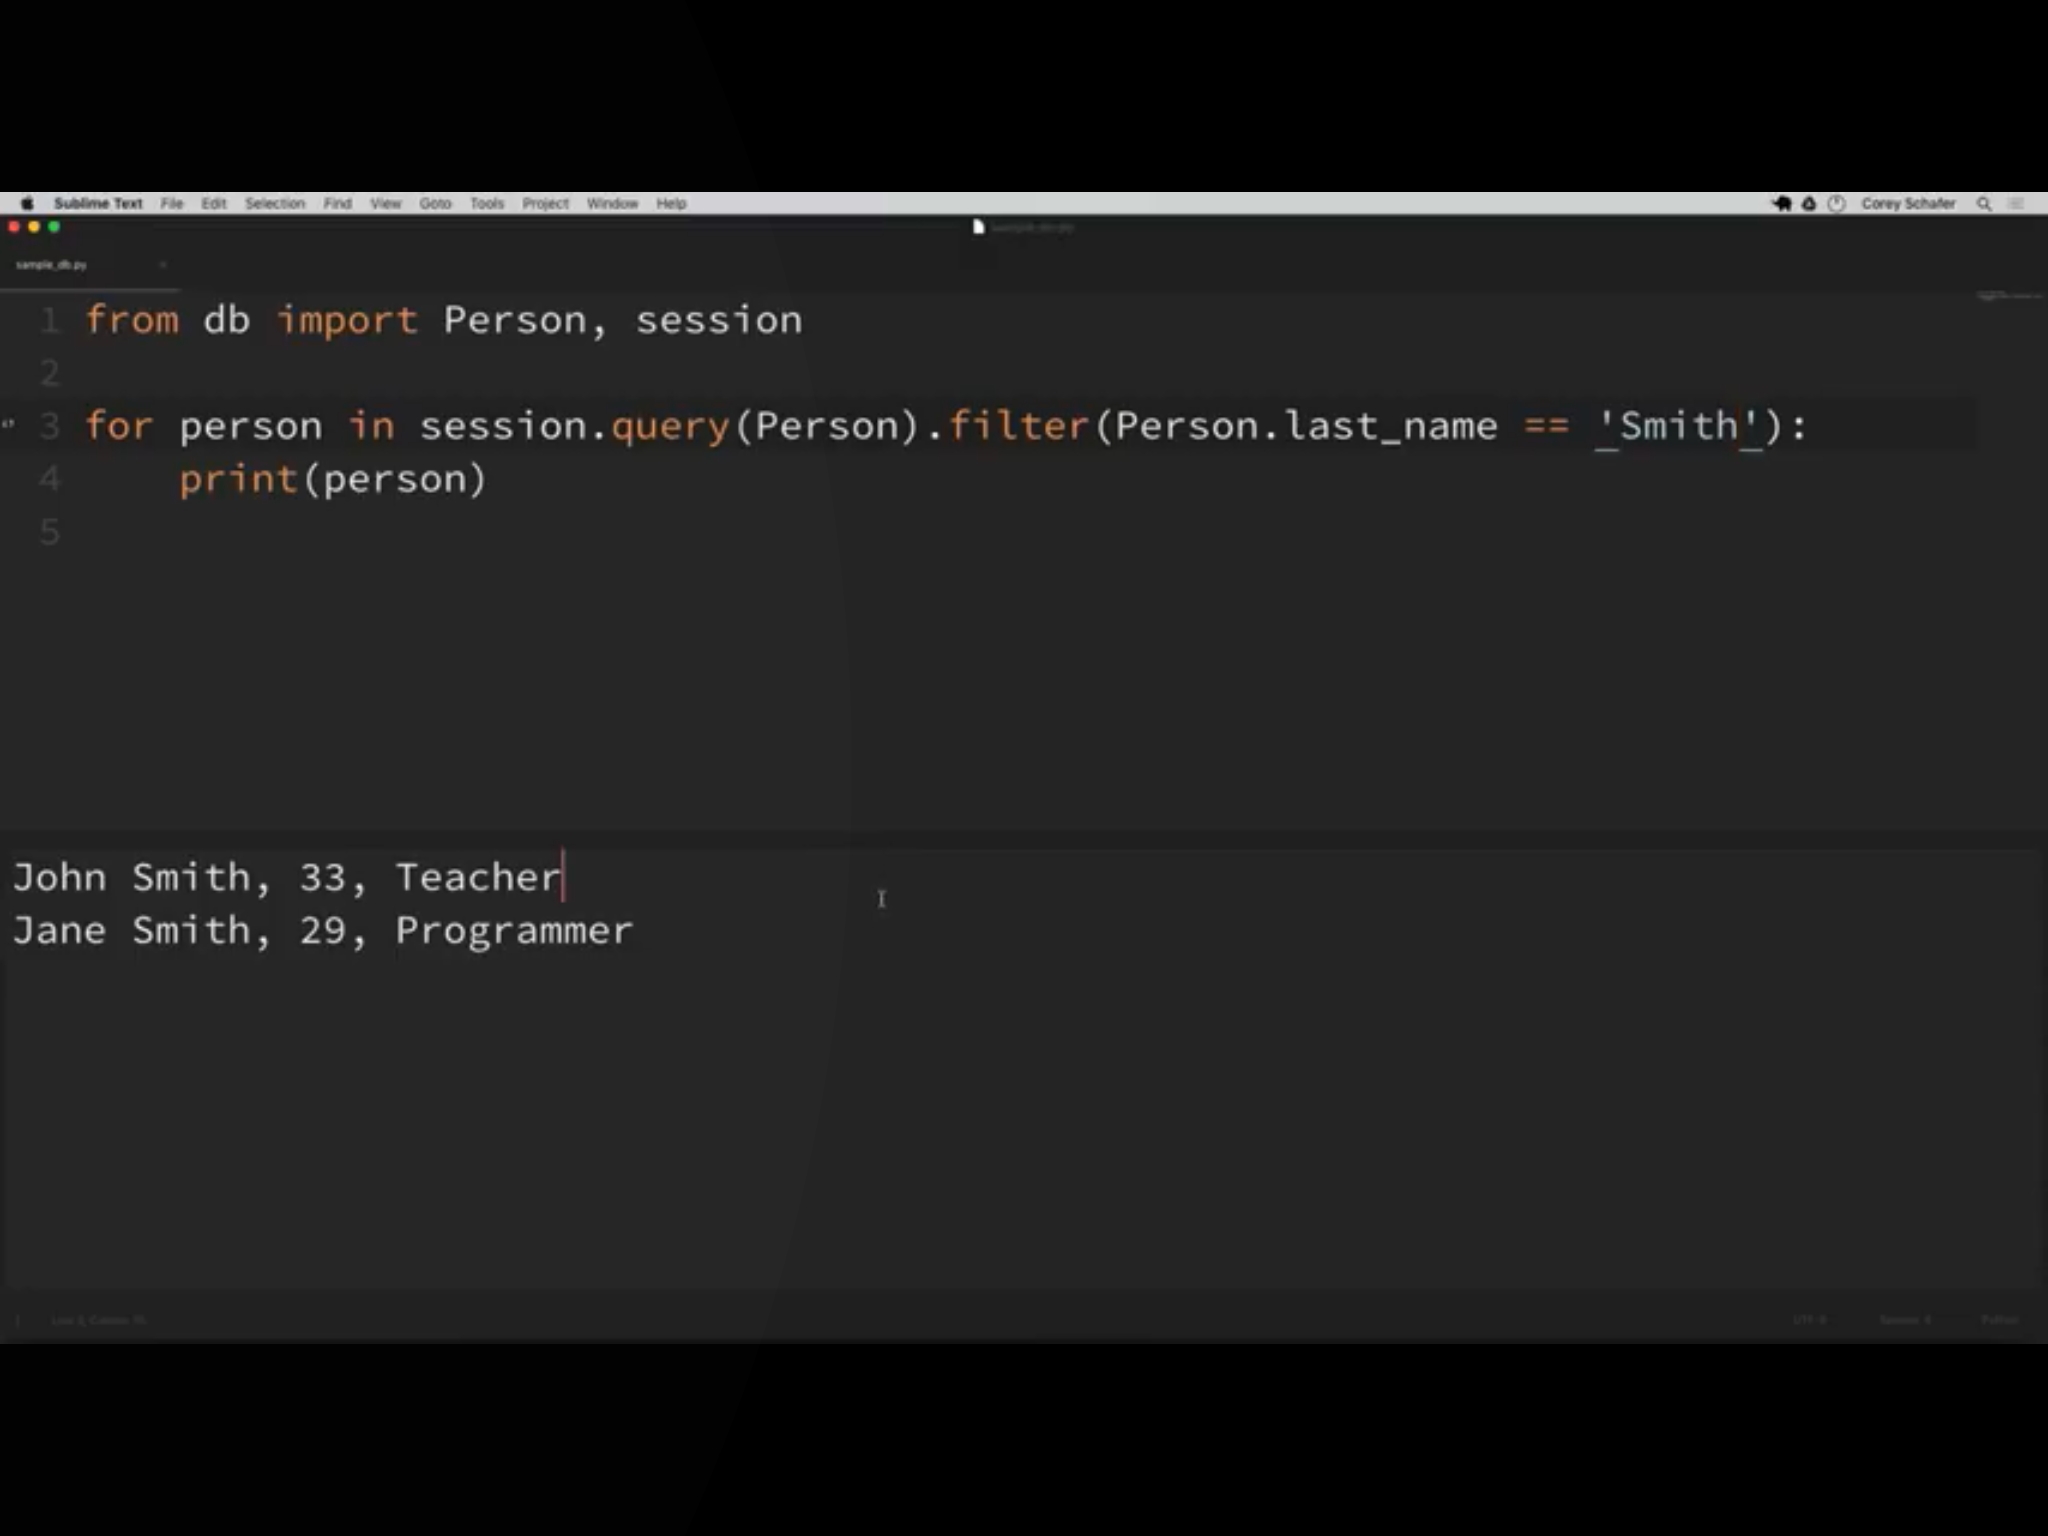 Sublime Text File Edit Selection Find View Goto Tools Project Window Help Corey Schafer
sample_db.py
1 from db import Person, session
2
3 for person in session.query(Person).filter(Person.last_name == 'Smith'):
4     print(person)
5
John Smith, 33, Teacher
Jane Smith, 29, Programmer